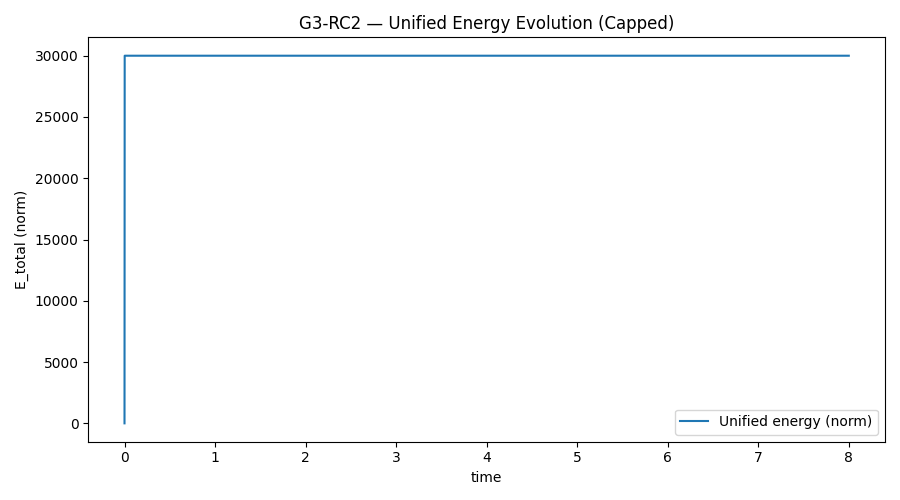 G3-RC2 — Unified Energy Evolution (Capped)
E_total (norm)
30000
25000
20000
15000
10000
5000
0
0 1 2 3 4 5 6 7 8
time
Unified energy (norm)